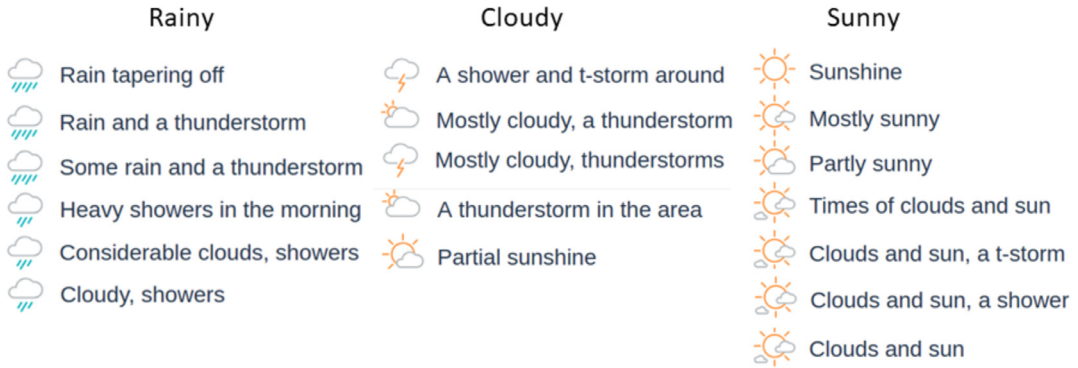 Rainy
Rain tapering off
Rain and a thunderstorm
Some rain and a thunderstorm
Heavy showers in the morning
Considerable clouds, showers
Cloudy, showers
Cloudy
A shower and t-storm around
Mostly cloudy, a thunderstorm
Mostly cloudy, thunderstorms
A thunderstorm in the area
Partial sunshine
Sunny
Sunshine
Mostly sunny
Partly sunny
Times of clouds and sun
Clouds and sun, a t-storm
Clouds and sun, a shower
Clouds and sun